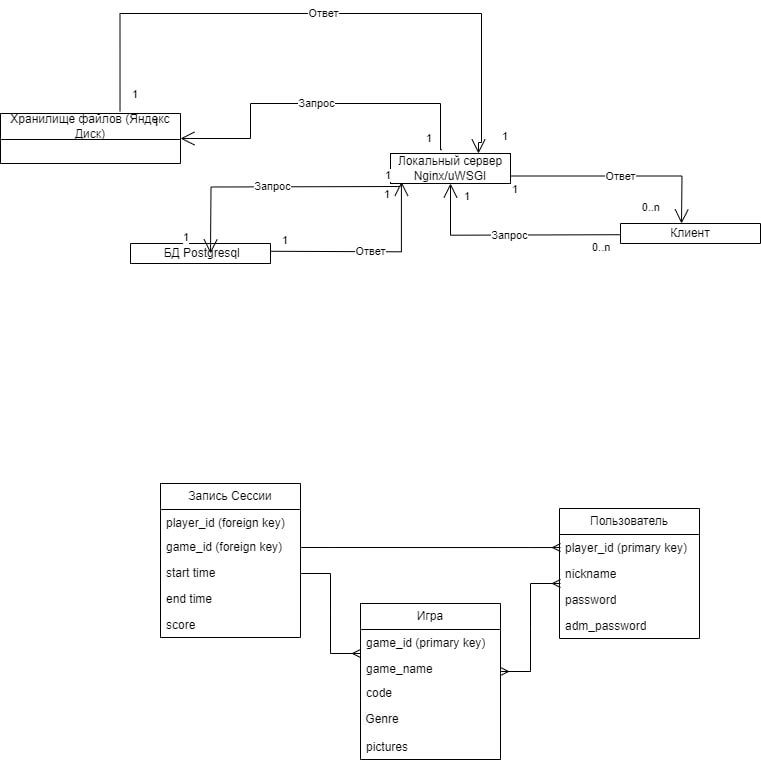 Ответ
1
Хранилище файлов (Яндекс
Диск)
1
Запрос
1
1
Локальный сервер
Nginx/uWSGI
1
1
Запрос
1
1
Ответ
0..n
Клиент
Запрос
0..n
1
1
БД Postgresql
Ответ
Запись Сессии
player_id (foreign key)
game_id (foreign key)
start time
end time
score
Пользователь
player_id (primary key)
nickname
password
adm_password
Игра
game_id (primary key)
game_name
code
Genre
pictures